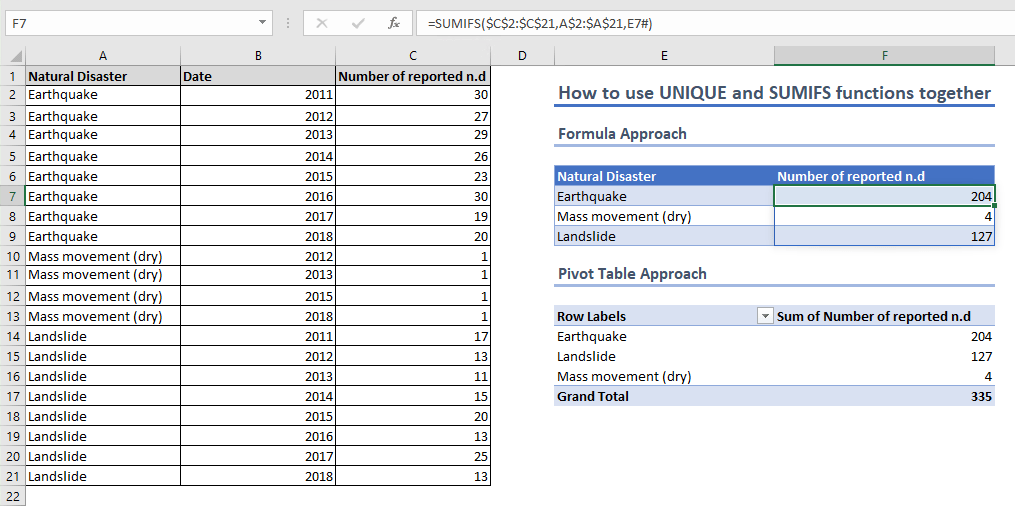 F7 fx =SUMIFS($C$2:$C$21,A$2:$A$21,E7#)
A B C D E F
1 Natural Disaster Date Number of reported n.d
2 Earthquake 2011 30 How to use UNIQUE and SUMIFS functions together
3 Earthquake 2012 27
4 Earthquake 2013 29 Formula Approach
5 Earthquake 2014 26
6 Earthquake 2015 23 Natural Disaster Number of reported n.d
7 Earthquake 2016 30 Earthquake 204
8 Earthquake 2017 19 Mass movement (dry) 4
9 Earthquake 2018 20 Landslide 127
10 Mass movement (dry) 2012 1
11 Mass movement (dry) 2013 1 Pivot Table Approach
12 Mass movement (dry) 2015 1
13 Mass movement (dry) 2018 1 Row Labels Sum of Number of reported n.d
14 Landslide 2011 17 Earthquake 204
15 Landslide 2012 13 Landslide 127
16 Landslide 2013 11 Mass movement (dry) 4
17 Landslide 2014 15 Grand Total 335
18 Landslide 2015 20
19 Landslide 2016 13
20 Landslide 2017 25
21 Landslide 2018 13
22